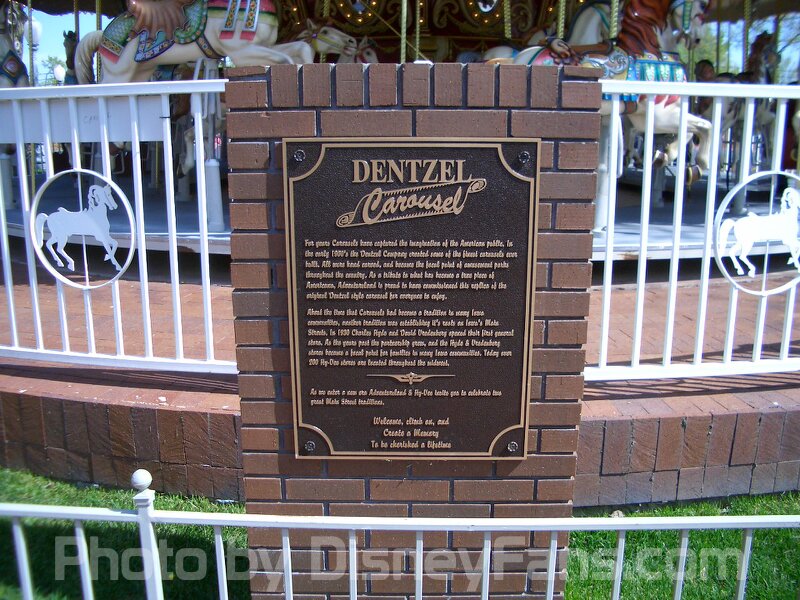 DENTZEL
Carousel
For years Carousels have captured the imagination of the American public. In
the early 1900's the Dentzel Company created some of the finest carousels ever
built. All were hand carved, and became the focal point of amusement parks
throughout the country. As a tribute to what has become a true piece of
Americana, Adventureland is proud to have commissioned this replica of the
original Dentzel style carousel for everyone to enjoy.
About the time that Carousels had become a tradition in many Iowa
communities, another tradition was establishing it's roots on Iowa's Main
Streets. In 1930 Charles Hyde and David Vredenburg opened their first general
store. As the years past the partnership grew, and the Hyde & Vredenburg
stores became a focal point for families in many Iowa communities. Today over
200 Hy-Vee stores are located throughout the midwest.
As we enter a new era Adventureland & Hy-Vee invite you to celebrate two
great Main Street traditions.
Welcome, climb on, and
Create a Memory
To be cherished a lifetime
Photo by DisneyFans.com